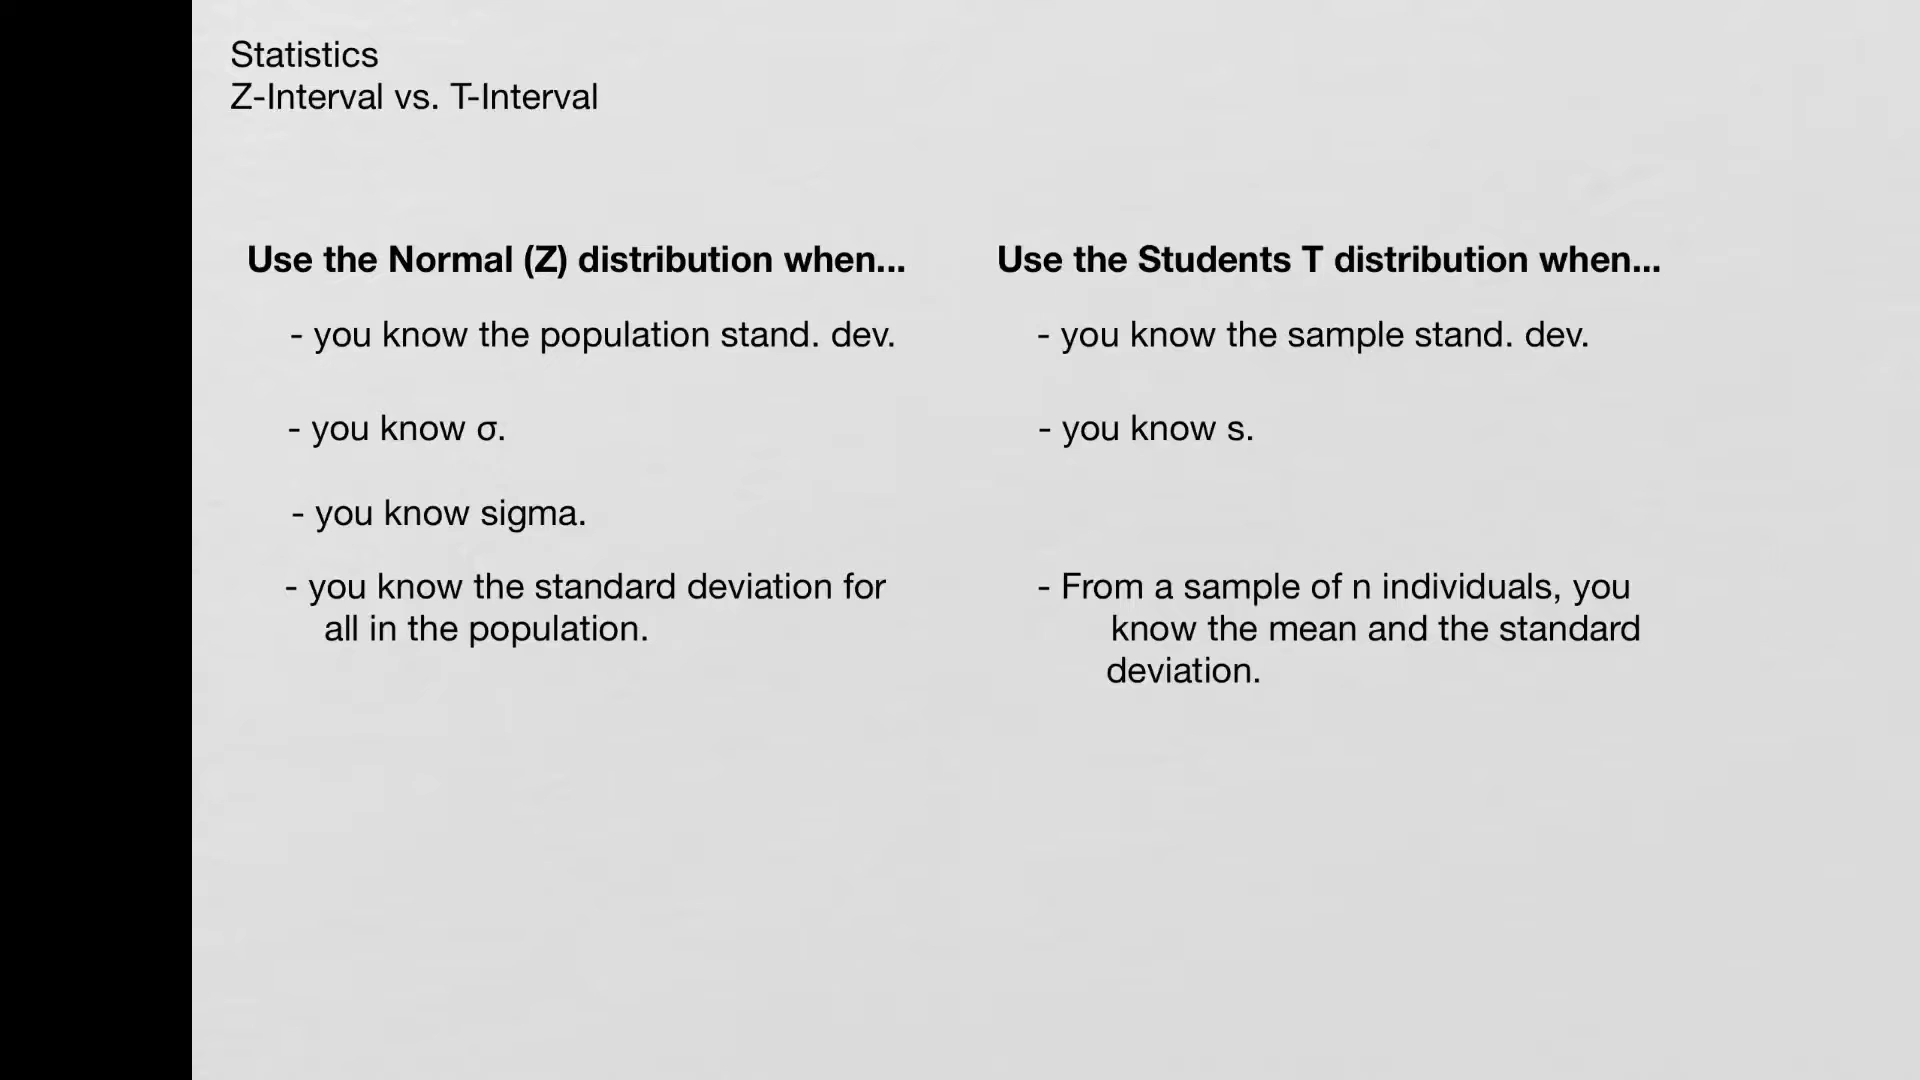 Statistics
Z-Interval vs. T-Interval
Use the Normal (Z) distribution when...
- you know the population stand. dev.
- you know σ.
- you know sigma.
- you know the standard deviation for
all in the population.
Use the Students T distribution when...
- you know the sample stand. dev.
- you know s.
- From a sample of n individuals, you
know the mean and the standard
deviation.